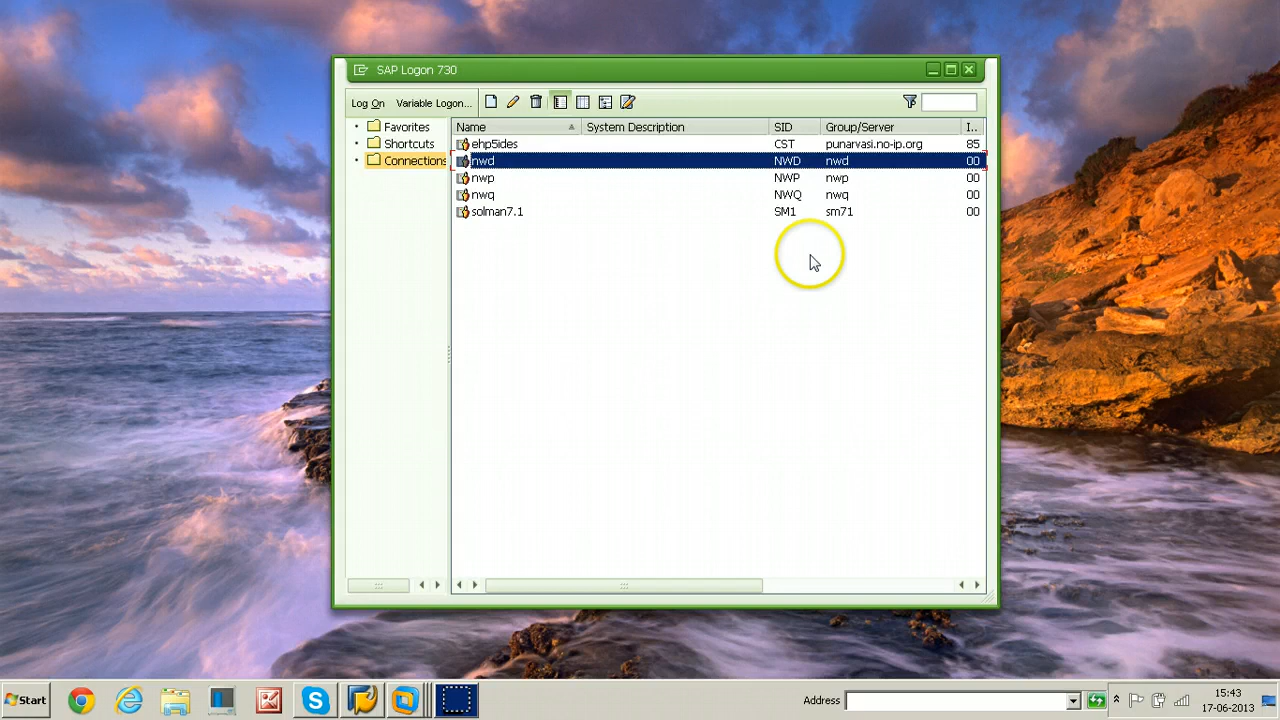 SAP Logon 730
Log On Variable Logon...
Favorites
Shortcuts
Connections
Name System Description SID Group/Server I..
ehp5ides CST punarvasi.no-ip.org 85
nwd NWD nwd 00
nwp NWP nwp 00
nwq NWQ nwq 00
solman7.1 SM1 sm71 00
Start
Address
15:43
17-06-2013